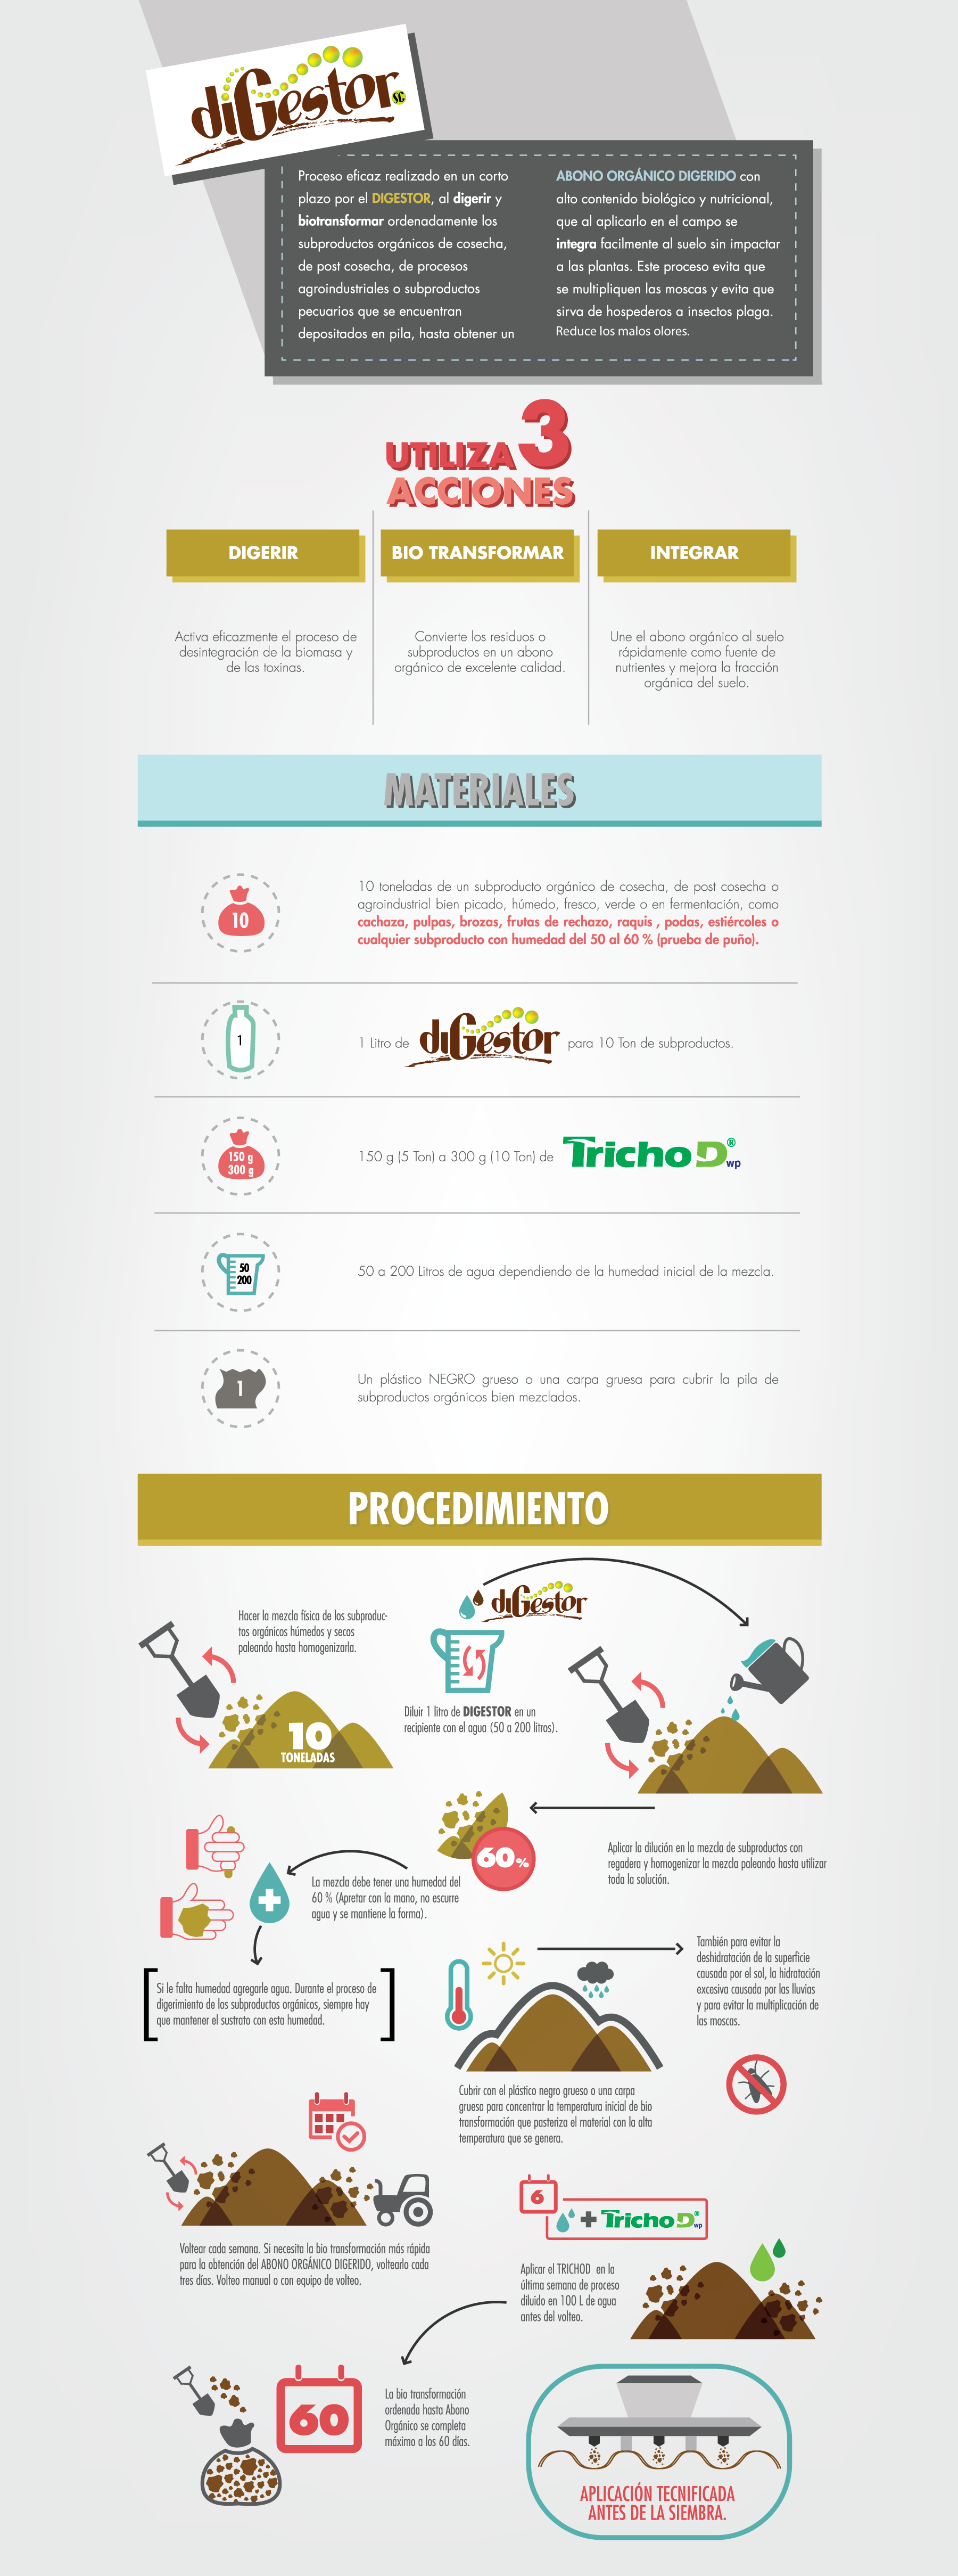 diGestor SC
Proceso eficaz realizado en un corto
plazo por el DIGESTOR, al digerir y
biotransformar ordenadamente los
subproductos orgánicos de cosecha,
de post cosecha, de procesos
agroindustriales o subproductos
pecuarios que se encuentran
depositados en pila, hasta obtener un
ABONO ORGÁNICO DIGERIDO con
alto contenido biológico y nutricional,
que al aplicarlo en el campo se
integra facilmente al suelo sin impactar
a las plantas. Este proceso evita que
se multipliquen las moscas y evita que
sirva de hospederos a insectos plaga.
Reduce los malos olores.
UTILIZA 3
ACCIONES
DIGERIR
Activa eficazmente el proceso de
desintegración de la biomasa y
de las toxinas.
BIO TRANSFORMAR
Convierte los residuos o
subproductos en un abono
orgánico de excelente calidad.
INTEGRAR
Une el abono orgánico al suelo
rápidamente como fuente de
nutrientes y mejora la fracción
orgánica del suelo.
MATERIALES
10
10 toneladas de un subproducto orgánico de cosecha, de post cosecha o
agroindustrial bien picado, húmedo, fresco, verde o en fermentación, como
cachaza, pulpas, brozas, frutas de rechazo, raquis , podas, estiércoles o
cualquier subproducto con humedad del 50 al 60 % (prueba de puño).
1
1 Litro de diGestor para 10 Ton de subproductos.
150 g
300 g
150 g (5 Ton) a 300 g (10 Ton) de TrichoD® wp
50
200
50 a 200 Litros de agua dependiendo de la humedad inicial de la mezcla.
1
Un plástico NEGRO grueso o una carpa gruesa para cubrir la pila de
subproductos orgánicos bien mezclados.
PROCEDIMIENTO
Hacer la mezcla física de los subproduc-
tos orgánicos húmedos y secos
paleando hasta homogenizarla.
10
TONELADAS
diGestor
Diluir 1 litro de DIGESTOR en un
recipiente con el agua (50 a 200 litros).
Aplicar la dilución en la mezcla de subproductos con
regadera y homogenizar la mezcla paleando hasta utilizar
toda la solución.
60%
La mezcla debe tener una humedad del
60 % (Apretar con la mano, no escurre
agua y se mantiene la forma).
Si le falta humedad agregarle agua. Durante el proceso de
digerimiento de los subproductos orgánicos, siempre hay
que mantener el sustrato con esta humedad.
También para evitar la
deshidratación de la superficie
causada por el sol, la hidratación
excesiva causada por las lluvias
y para evitar la multiplicación de
las moscas.
Cubrir con el plástico negro grueso o una carpa
gruesa para concentrar la temperatura inicial de bio
transformación que pasteriza el material con la alta
temperatura que se genera.
Voltear cada semana. Si necesita la bio transformación más rápida
para la obtención del ABONO ORGÁNICO DIGERIDO, voltearlo cada
tres días. Volteo manual o con equipo de volteo.
6
+ TrichoD® wp
Aplicar el TRICHOD en la
última semana de proceso
diluido en 100 L de agua
antes del volteo.
60
La bio transformación
ordenada hasta Abono
Orgánico se completa
máximo a los 60 días.
APLICACIÓN TECNIFICADA
ANTES DE LA SIEMBRA.